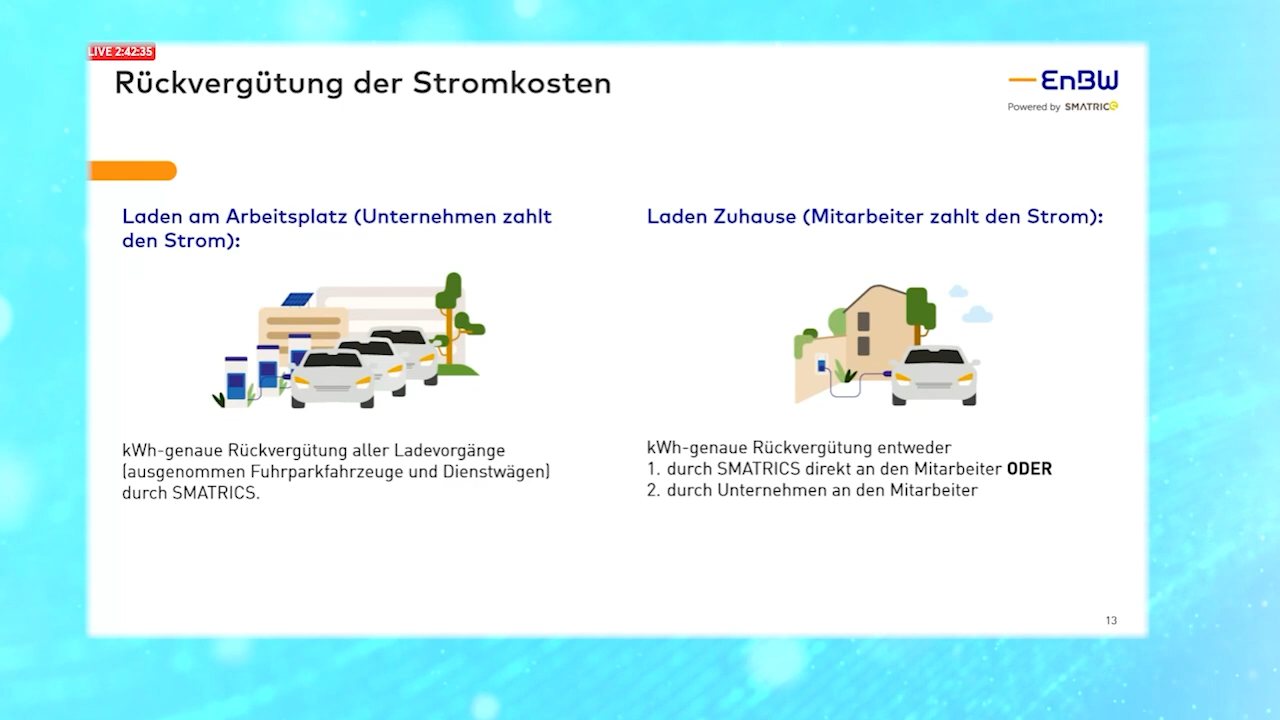 LIVE 2:42:35
Rückvergütung der Stromkosten
EnBW
Powered by SMATRICS
Laden am Arbeitsplatz (Unternehmen zahlt
den Strom):
kWh-genaue Rückvergütung aller Ladevorgänge
(ausgenommen Fuhrparkfahrzeuge und Dienstwägen)
durch SMATRICS.
Laden Zuhause (Mitarbeiter zahlt den Strom):
kWh-genaue Rückvergütung entweder
1. durch SMATRICS direkt an den Mitarbeiter ODER
2. durch Unternehmen an den Mitarbeiter
13